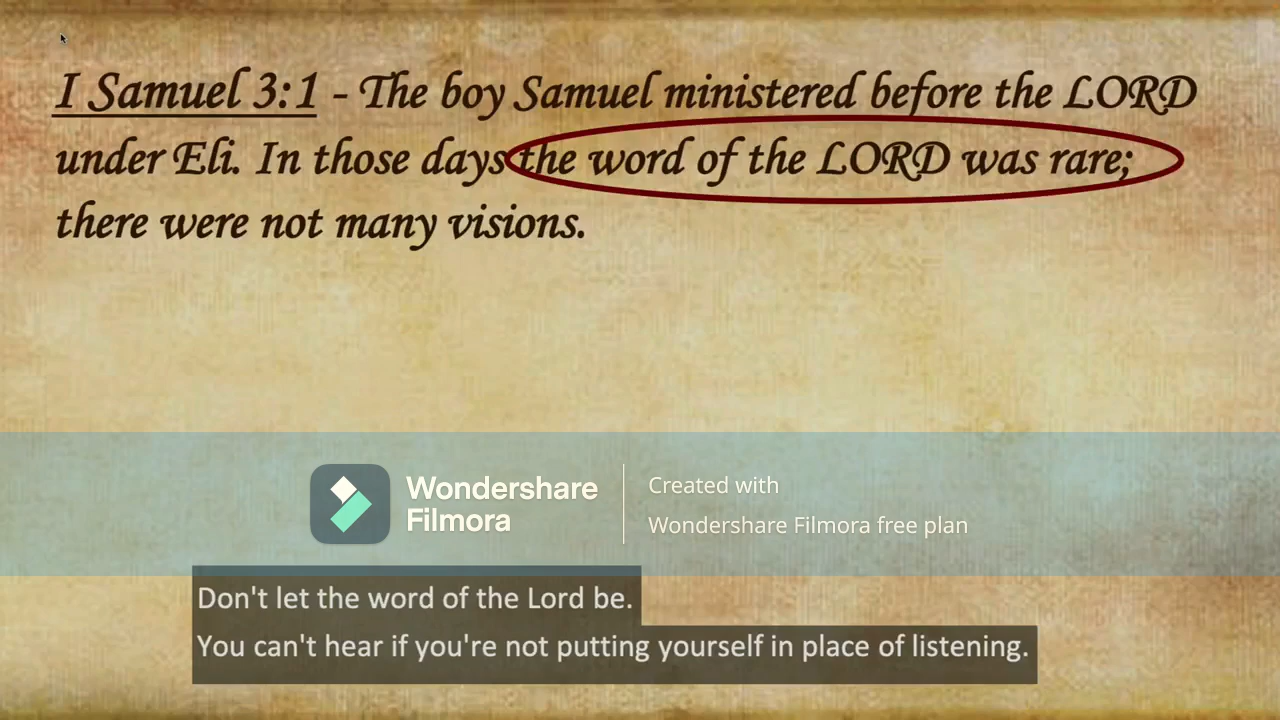 I Samuel 3:1 - The boy Samuel ministered before the LORD
under Eli. In those days the word of the LORD was rare;
there were not many visions.
Wondershare
Filmora
Created with
Wondershare Filmora free plan
Don't let the word of the Lord be.
You can't hear if you're not putting yourself in place of listening.